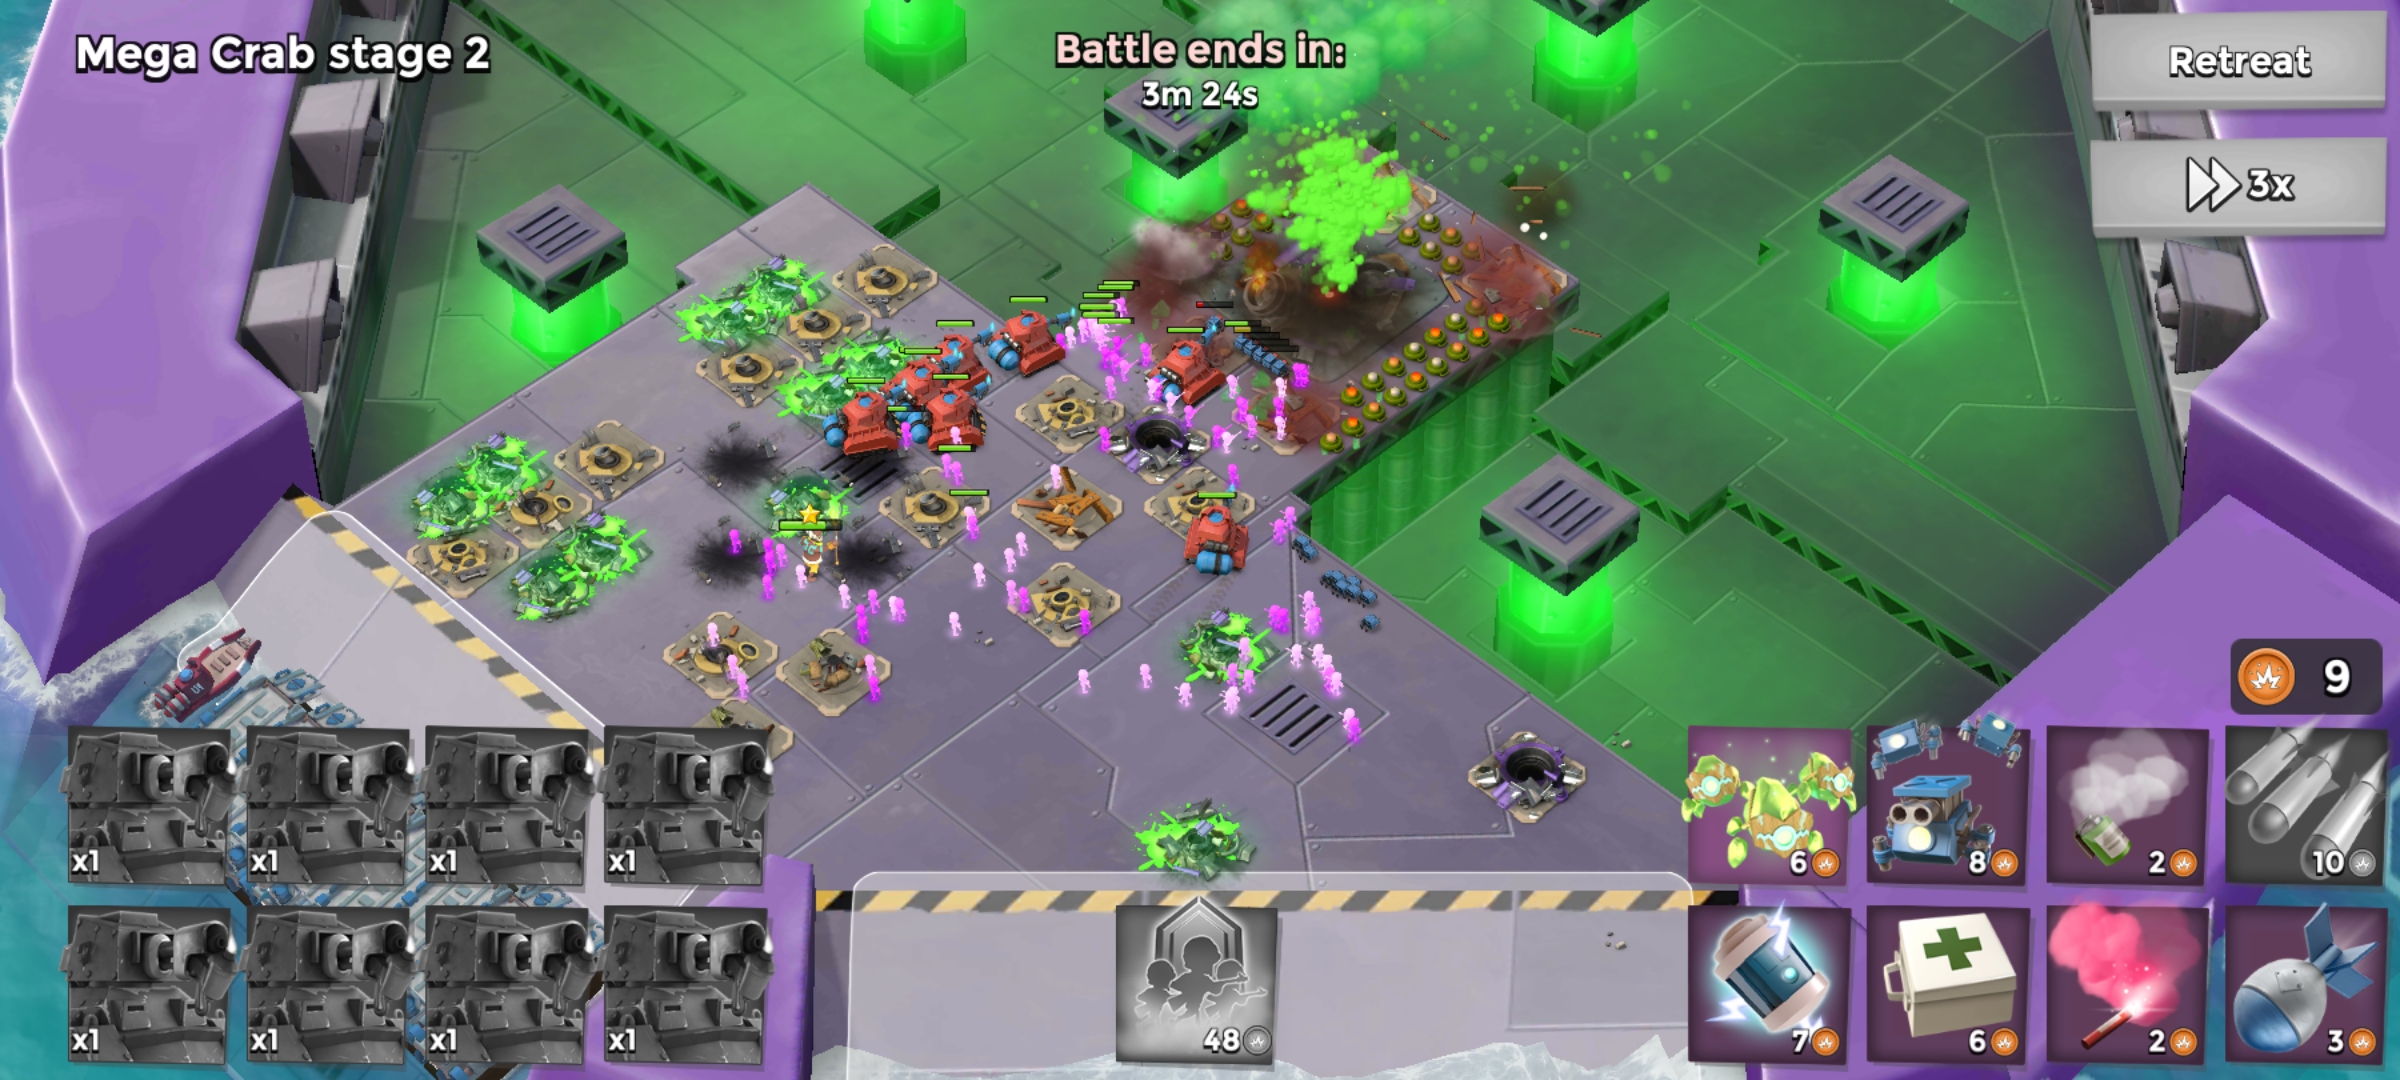 Mega Crab stage 2
Battle ends in:
3m 24s
Retreat
3x
9
x1
x1
x1
x1
6
8
2
10
x1
x1
x1
x1
48
7
6
2
3